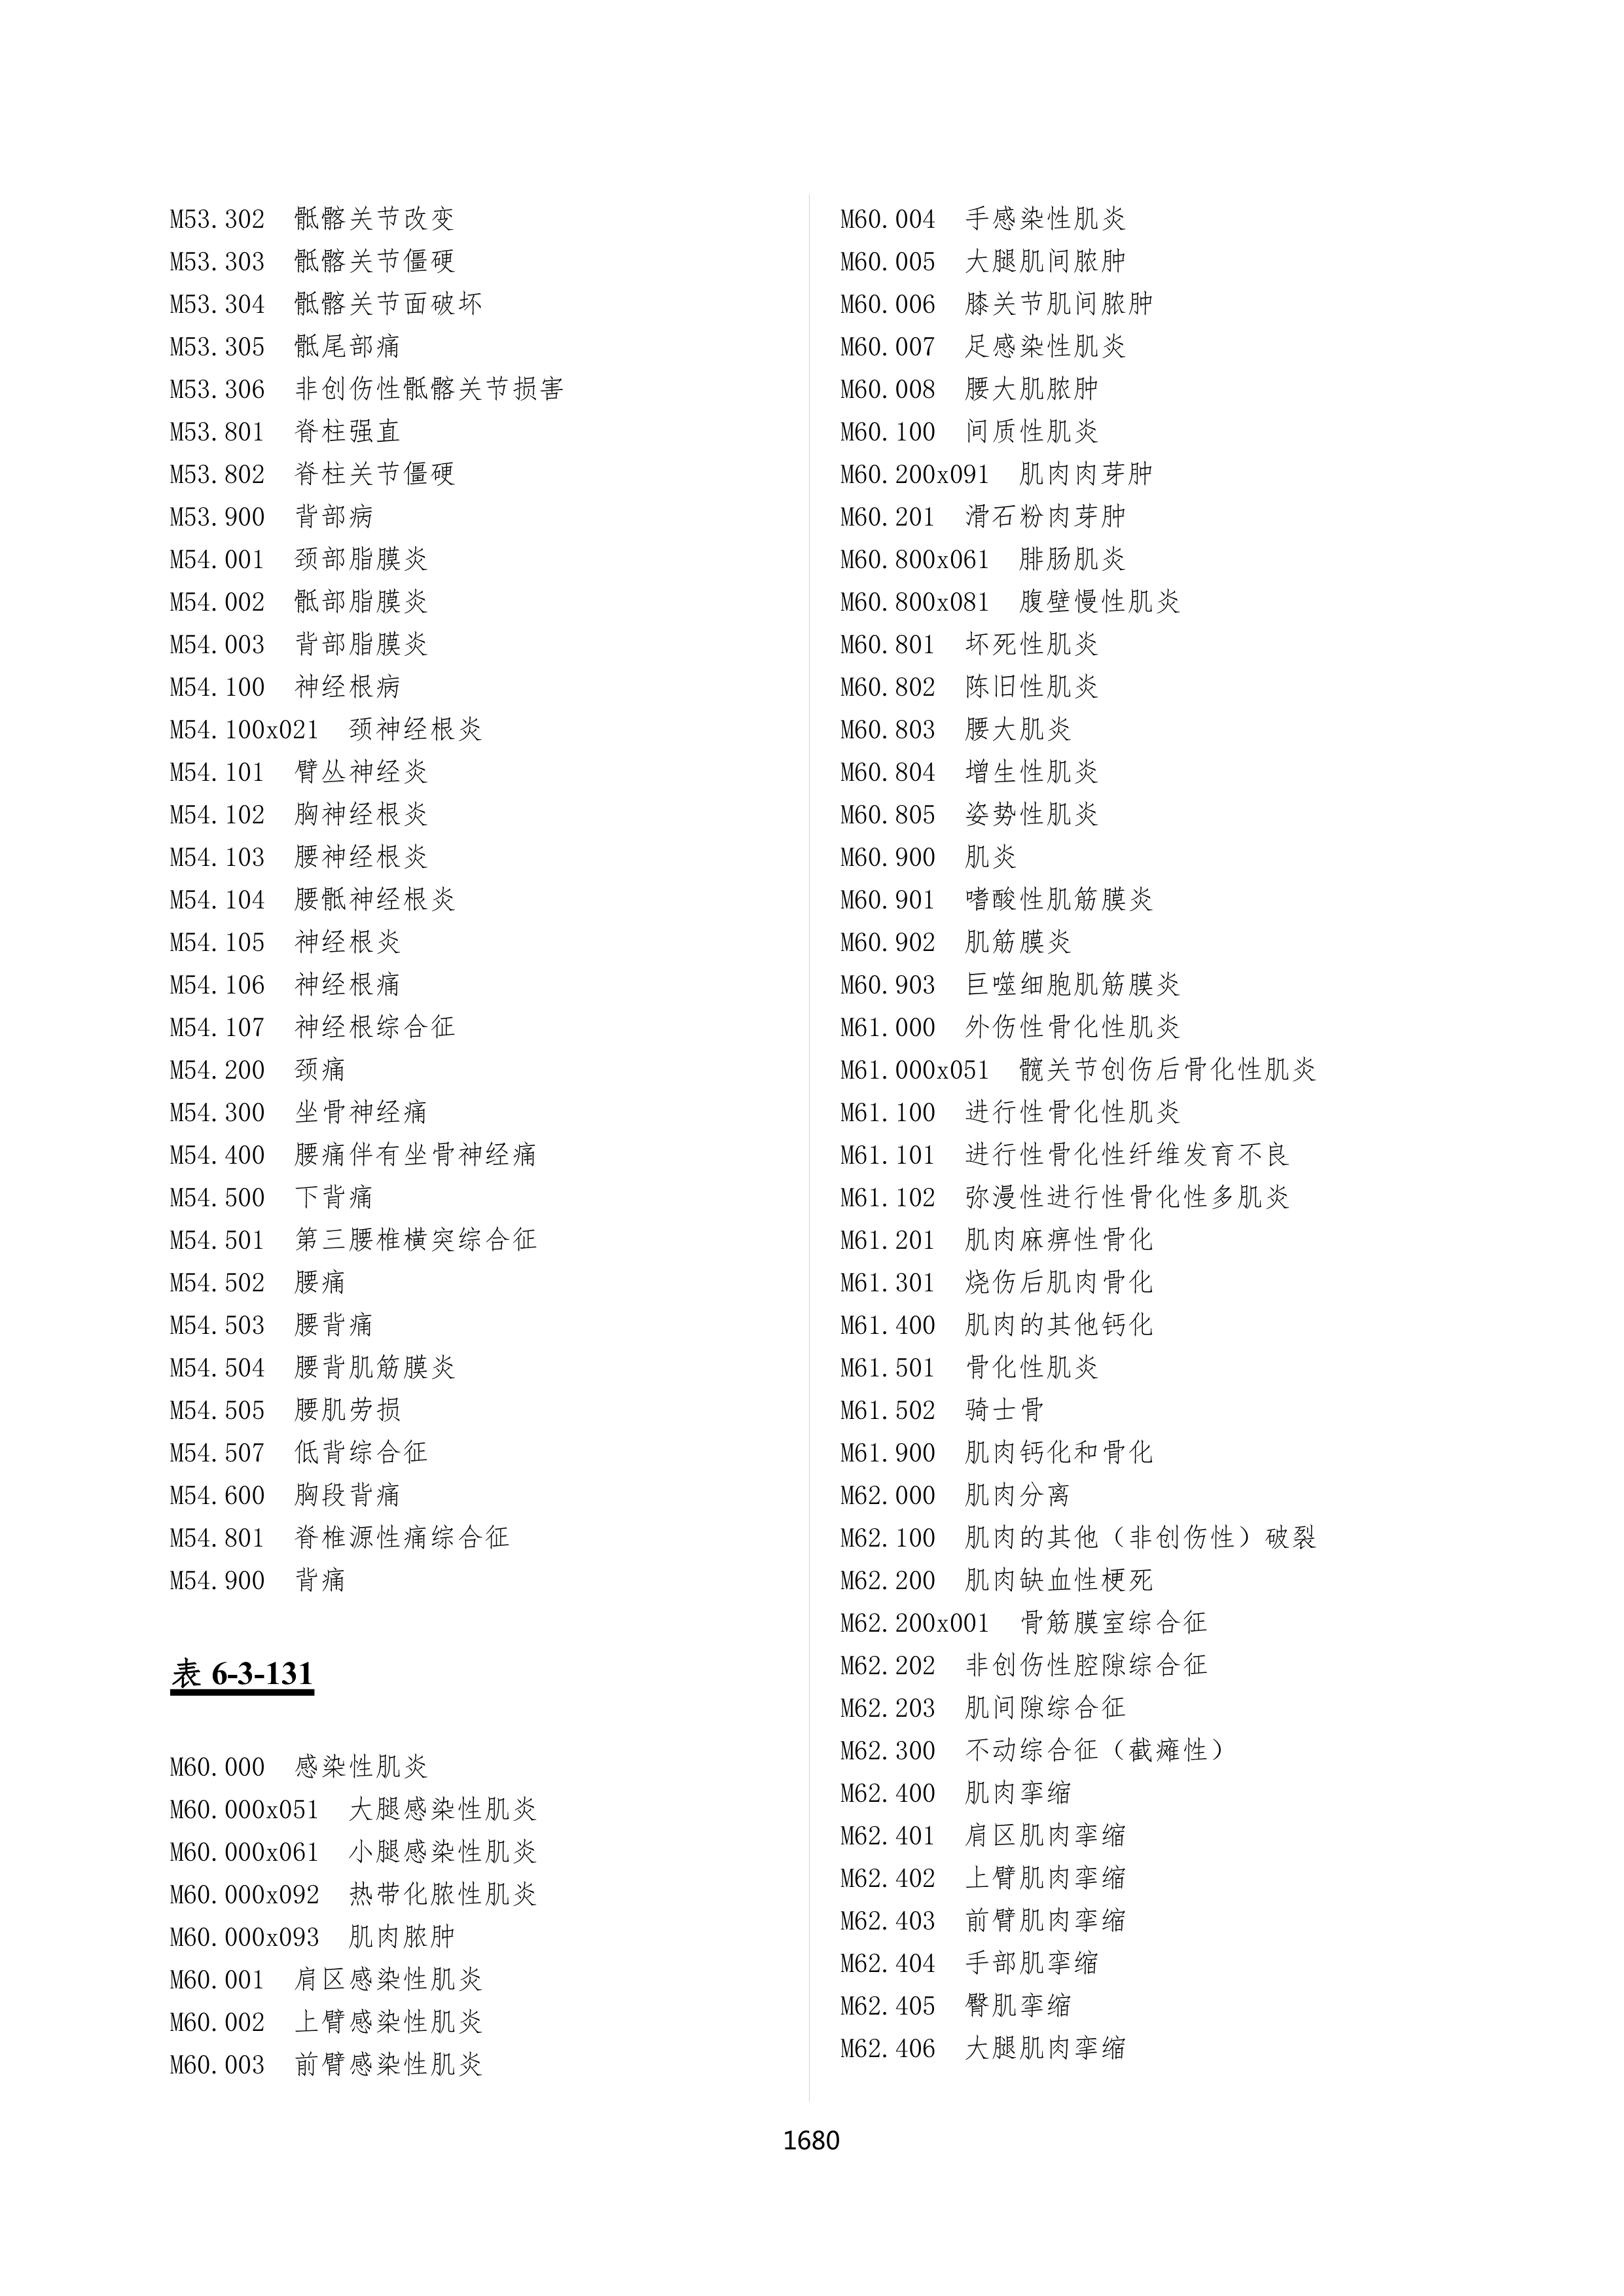 M53.302 骶髂关节改变
M53.303 骶髂关节僵硬
M53.304 骶髂关节面破坏
M53.305 骶尾部痛
M53.306 非创伤性骶髂关节损害
M53.801 脊柱强直
M53.802 脊柱关节僵硬
M53.900 背部病
M54.001 颈部脂膜炎
M54.002 骶部脂膜炎
M54.003 背部脂膜炎
M54.100 神经根病
M54.100x021 颈神经根炎
M54.101 臂丛神经炎
M54.102 胸神经根炎
M54.103 腰神经根炎
M54.104 腰骶神经根炎
M54.105 神经根炎
M54.106 神经根痛
M54.107 神经根综合征
M54.200 颈痛
M54.300 坐骨神经痛
M54.400 腰痛伴有坐骨神经痛
M54.500 下背痛
M54.501 第三腰椎横突综合征
M54.502 腰痛
M54.503 腰背痛
M54.504 腰背肌筋膜炎
M54.505 腰肌劳损
M54.507 低背综合征
M54.600 胸段背痛
M54.801 脊椎源性痛综合征
M54.900 背痛
表 6-3-131
M60.000 感染性肌炎
M60.000x051 大腿感染性肌炎
M60.000x061 小腿感染性肌炎
M60.000x092 热带化脓性肌炎
M60.000x093 肌肉脓肿
M60.001 肩区感染性肌炎
M60.002 上臂感染性肌炎
M60.003 前臂感染性肌炎
M60.004 手感染性肌炎
M60.005 大腿肌间脓肿
M60.006 膝关节肌间脓肿
M60.007 足感染性肌炎
M60.008 腰大肌脓肿
M60.100 间质性肌炎
M60.200x091 肌肉肉芽肿
M60.201 滑石粉肉芽肿
M60.800x061 腓肠肌炎
M60.800x081 腹壁慢性肌炎
M60.801 坏死性肌炎
M60.802 陈旧性肌炎
M60.803 腰大肌炎
M60.804 增生性肌炎
M60.805 姿势性肌炎
M60.900 肌炎
M60.901 嗜酸性肌筋膜炎
M60.902 肌筋膜炎
M60.903 巨噬细胞肌筋膜炎
M61.000 外伤性骨化性肌炎
M61.000x051 髋关节创伤后骨化性肌炎
M61.100 进行性骨化性肌炎
M61.101 进行性骨化性纤维发育不良
M61.102 弥漫性进行性骨化性多肌炎
M61.201 肌肉麻痹性骨化
M61.301 烧伤后肌肉骨化
M61.400 肌肉的其他钙化
M61.501 骨化性肌炎
M61.502 骑士骨
M61.900 肌肉钙化和骨化
M62.000 肌肉分离
M62.100 肌肉的其他（非创伤性）破裂
M62.200 肌肉缺血性梗死
M62.200x001 骨筋膜室综合征
M62.202 非创伤性腔隙综合征
M62.203 肌间隙综合征
M62.300 不动综合征（截瘫性）
M62.400 肌肉挛缩
M62.401 肩区肌肉挛缩
M62.402 上臂肌肉挛缩
M62.403 前臂肌肉挛缩
M62.404 手部肌挛缩
M62.405 臀肌挛缩
M62.406 大腿肌肉挛缩
1680